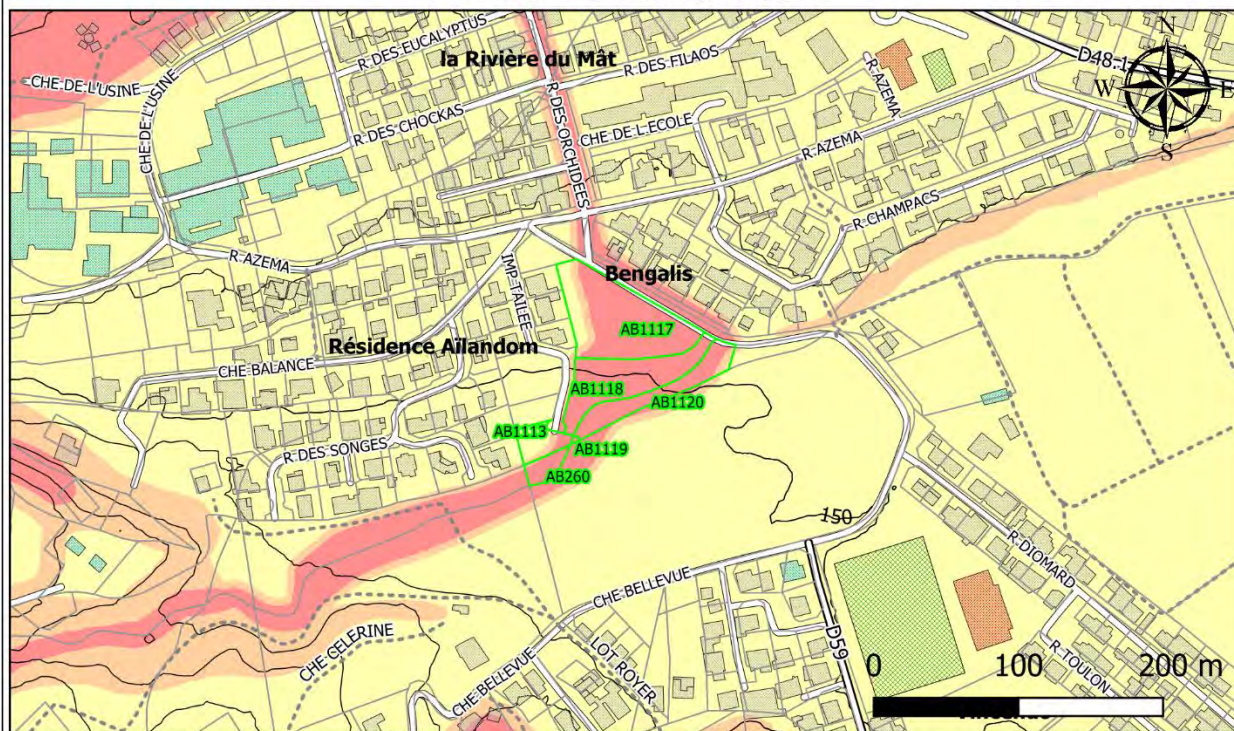 N
W
E
S
R DES EUCALYPTUS
la Rivière du Mât
R DES FILAOS
CHE DE L'USINE
CHE DE L'USINE
R DES CHOCKAS
R DES ORCHIDEES
CHE DE L'ECOLE
R AZEMA
D48-1
R AZEMA
R CHAMPACS
R AZEMA
IMP TAILEE
Bengalis
AB1117
Résidence Aïlandom
CHE BALANCE
AB1118
AB1120
AB1113
R DES SONGES
AB1119
AB260
150
R DIOMARD
CHE BELLEVUE
D59
CHE CELERINE
CHE BELLEVUE
LOT ROYER
R TOULON
0 100 200 m